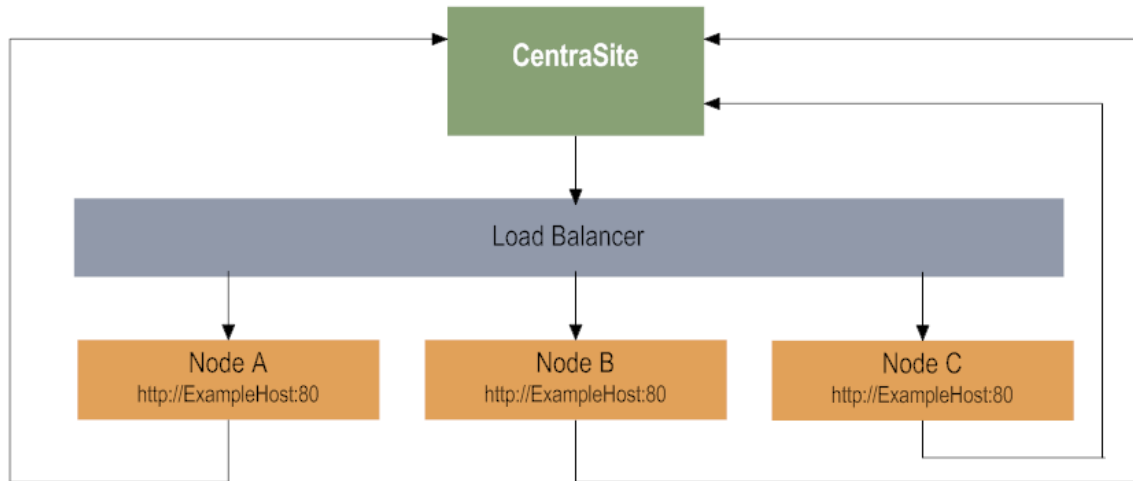 CentraSite
Load Balancer
Node A
http://ExampleHost:80
Node B
http://ExampleHost:80
Node C
http://ExampleHost:80